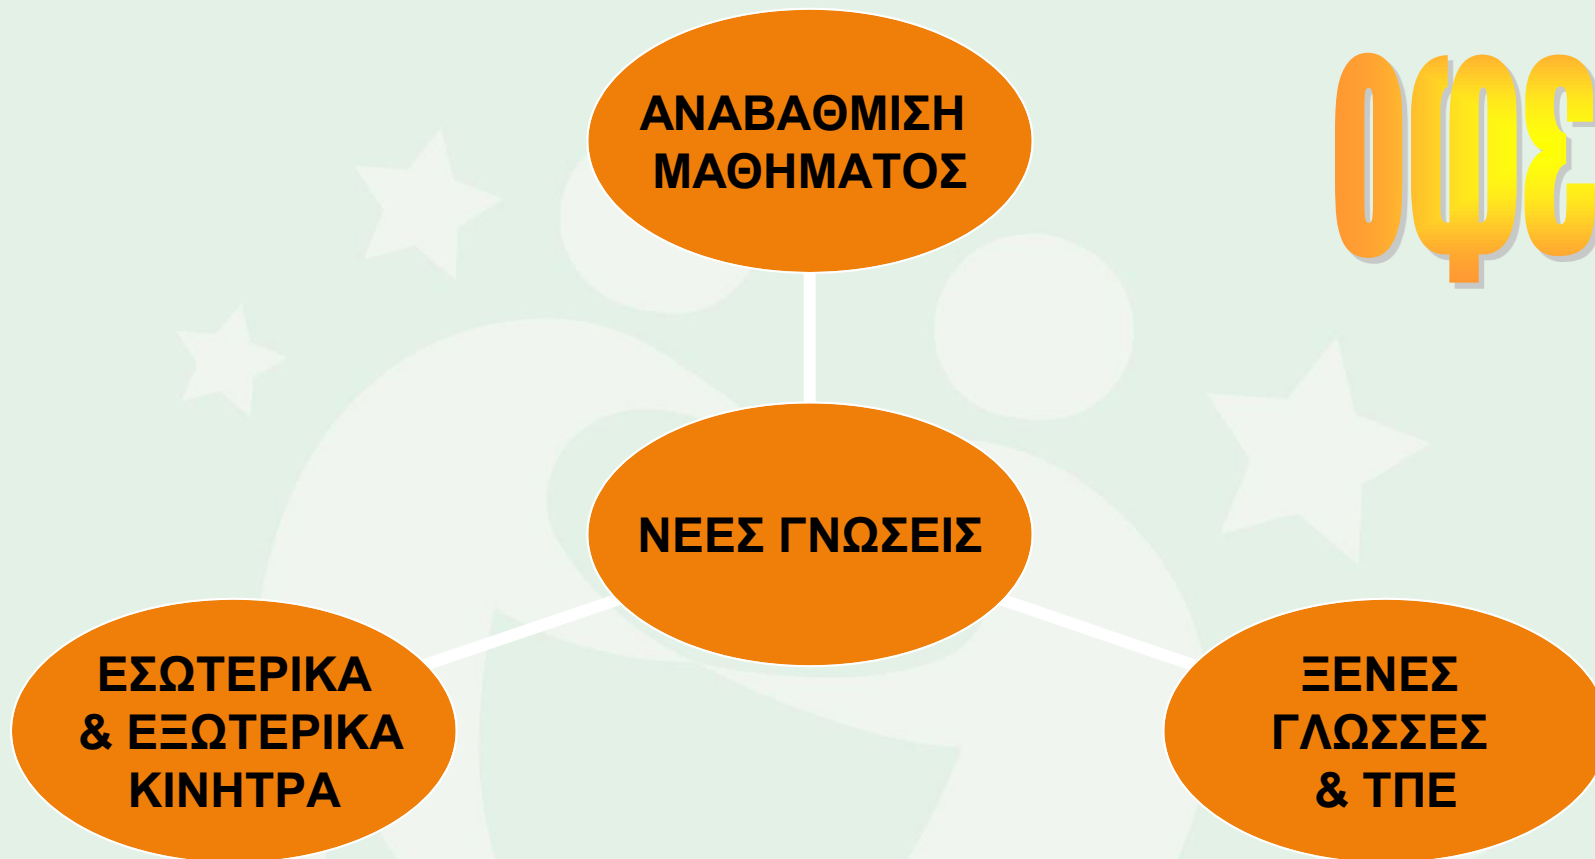 ΑΝΑΒΑΘΜΙΣΗ
ΜΑΘΗΜΑΤΟΣ
ΝΕΕΣ ΓΝΩΣΕΙΣ
ΕΣΩΤΕΡΙΚΑ
& ΕΞΩΤΕΡΙΚΑ
ΚΙΝΗΤΡΑ
ΞΕΝΕΣ
ΓΛΩΣΣΕΣ
& ΤΠΕ